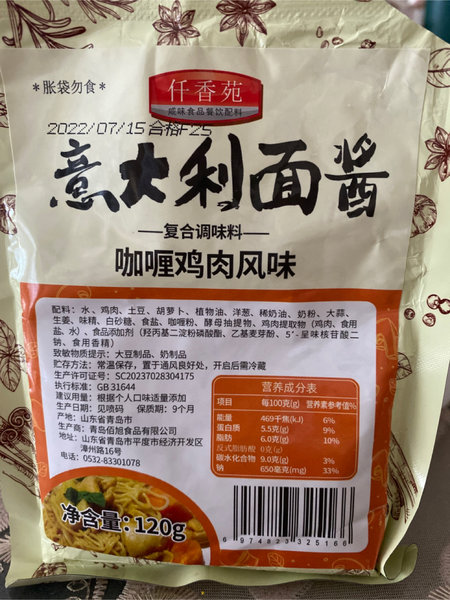 仟香苑
咸味食品餐饮配料
*胀袋勿食*
2022/07/15合格F25
意大利面酱
复合调味料
咖喱鸡肉风味
配料：水、鸡肉、土豆、胡萝卜、植物油、洋葱、稀奶油、奶粉、大蒜、
生姜、味精、白砂糖、食盐、咖喱粉、酵母抽提物、鸡肉提取物（鸡肉、食用
盐、水）、食品添加剂（羟丙基二淀粉磷酸酯、乙基麦芽酚、5'-呈味核苷酸二
钠、食用香精）
致敏物质提示：大豆制品、奶制品
贮存方法：常温保存，置于通风良好处，开启后需冷藏
生产许可证号：SC20237028304175
执行标准号：GB 31644
建议用量：根据个人口味适量添加
生产日期：见喷码 保质期：9个月
产地：山东省青岛市
生产商：青岛佰旭食品有限公司
地址：山东省青岛市平度市经济开发区
漳州路16号
电话：0532-83301078
营养成分表
项目 每100克(g) 营养素参考值%
能量 469千焦(kJ) 6%
蛋白质 5.5克(g) 9%
脂肪 6.0克(g) 10%
反式脂肪酸 0克(g)
碳水化合物 9.0克(g) 3%
钠 650毫克(mg) 33%
净含量:120g
6 974823 325166